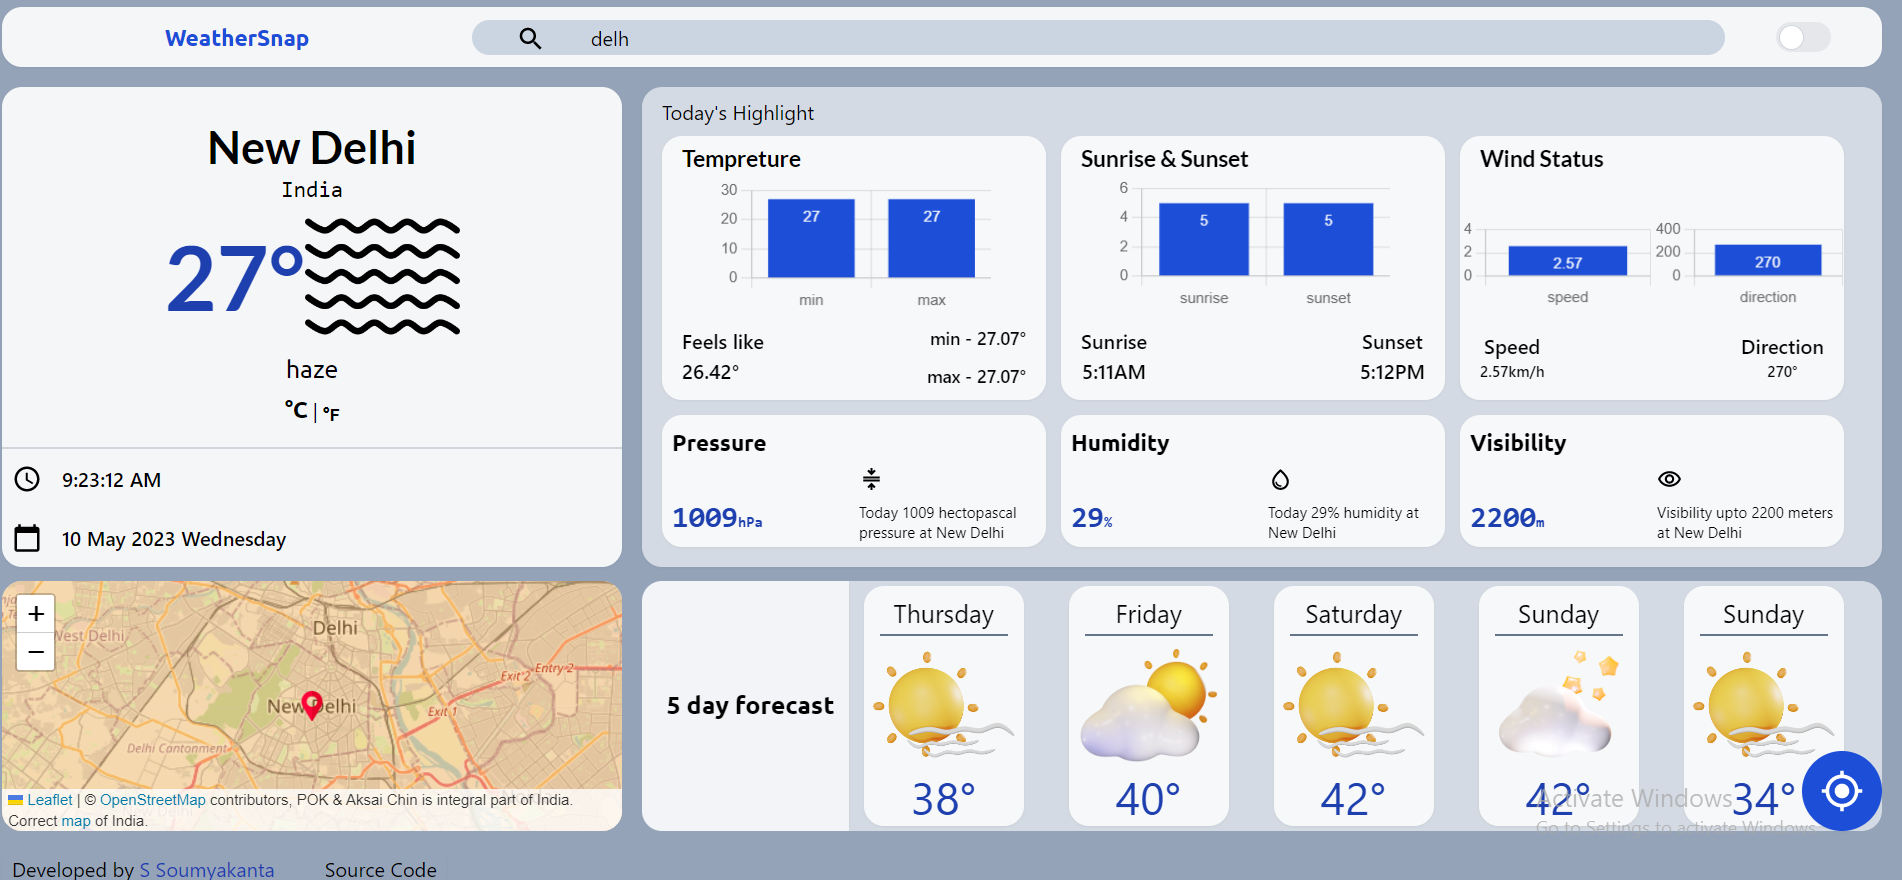 WeatherSnap
delh
New Delhi
India
27°
haze
°C | °F
9:23:12 AM
10 May 2023 Wednesday
Today's Highlight
Tempreture
30
20
10
0
27
27
min
max
Feels like
26.42°
min - 27.07°
max - 27.07°
Sunrise & Sunset
6
4
2
0
5
5
sunrise
sunset
Sunrise
5:11AM
Sunset
5:12PM
Wind Status
4
2
0
2.57
speed
400
200
0
270
direction
Speed
2.57km/h
Direction
270°
Pressure
1009hPa
Today 1009 hectopascal
pressure at New Delhi
Humidity
29%
Today 29% humidity at
New Delhi
Visibility
2200m
Visibility upto 2200 meters
at New Delhi
+
−
West Delhi
Delhi
New Delhi
Delhi Cantonment
Exit 2
Entry 2
Exit 1
Leaflet | © OpenStreetMap contributors, POK & Aksai Chin is integral part of India.
Correct map of India.
5 day forecast
Thursday
38°
Friday
40°
Saturday
42°
Sunday
42°
Sunday
34°
Activate Windows
Go to Settings to activate Windows.
Developed by S Soumyakanta
Source Code